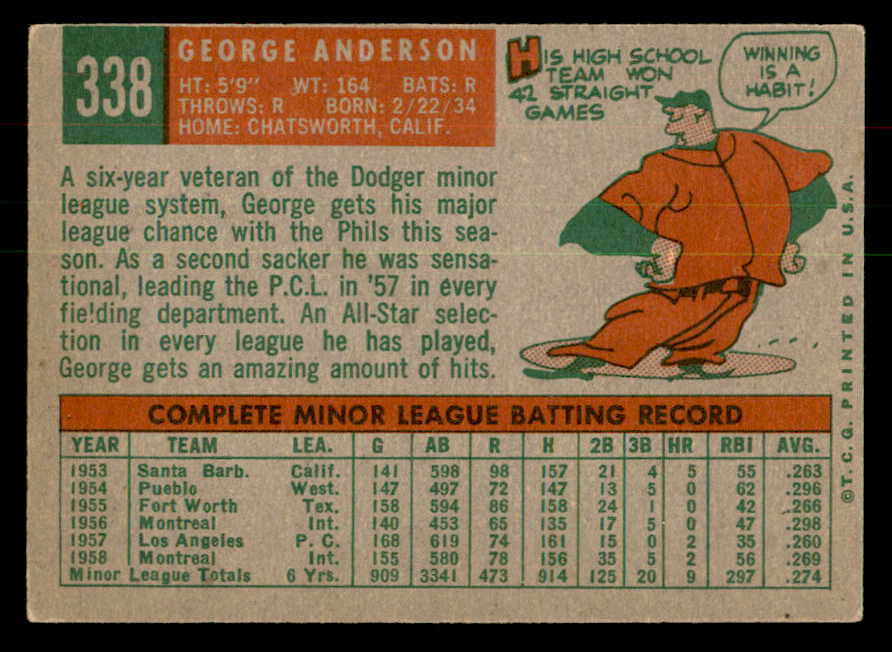 338
GEORGE ANDERSON
HT: 5'9" WT: 164 BATS: R
THROWS: R BORN: 2/22/34
HOME: CHATSWORTH, CALIF.
HIS HIGH SCHOOL
TEAM WON
42 STRAIGHT
GAMES
WINNING
IS A
HABIT!
A six-year veteran of the Dodger minor
league system, George gets his major
league chance with the Phils this sea-
son. As a second sacker he was sensa-
tional, leading the P.C.L. in '57 in every
fie!ding department. An All-Star selec-
tion in every league he has played,
George gets an amazing amount of hits.
COMPLETE MINOR LEAGUE BATTING RECORD
YEAR TEAM LEA. G AB R H 2B 3B HR RBI AVG.
1953 Santa Barb. Calif. 141 598 98 157 21 4 5 55 .263
1954 Pueblo West. 147 497 72 147 13 5 0 62 .296
1955 Fort Worth Tex. 158 594 86 158 24 1 0 42 .266
1956 Montreal Int. 140 453 65 135 17 5 0 47 .298
1957 Los Angeles P. C. 168 619 74 161 15 0 2 35 .260
1958 Montreal Int. 155 580 78 156 35 5 2 56 .269
Minor League Totals 6 Yrs. 909 3341 473 914 125 20 9 297 .274
©T. C. G. PRINTED IN U.S.A.